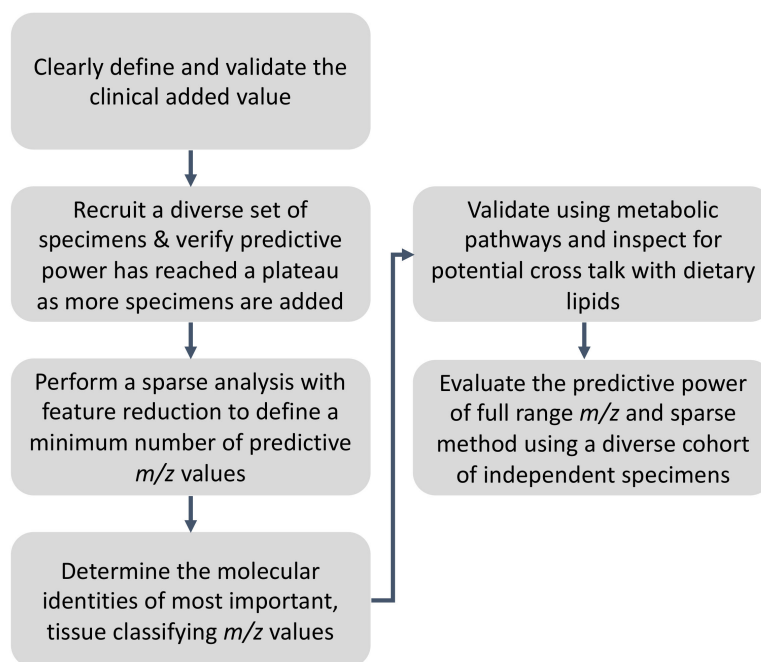 Clearly define and validate the
clinical added value
Recruit a diverse set of
specimens & verify predictive
power has reached a plateau
as more specimens are added
Perform a sparse analysis with
feature reduction to define a
minimum number of predictive
m/z values
Determine the molecular
identities of most important,
tissue classifying m/z values
Validate using metabolic
pathways and inspect for
potential cross talk with dietary
lipids
Evaluate the predictive power
of full range m/z and sparse
method using a diverse cohort
of independent specimens